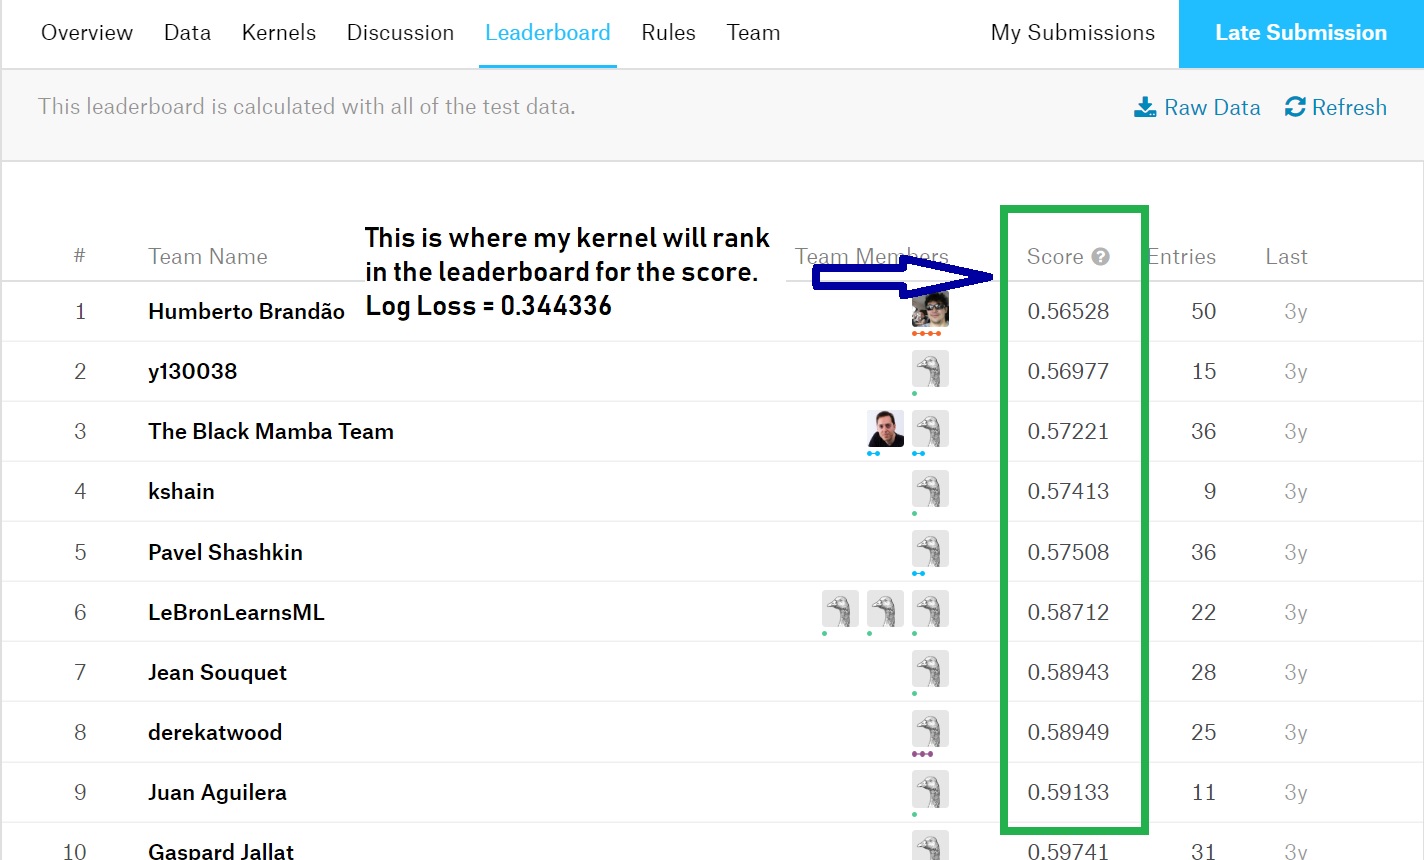 Overview Data Kernels Discussion Leaderboard Rules Team My Submissions Late Submission
This leaderboard is calculated with all of the test data. Raw Data Refresh
This is where my kernel will rank
in the leaderboard for the score.
Log Loss = 0.344336
# Team Name Team Members Score ? Entries Last
1 Humberto Brandão 0.56528 50 3y
2 y130038 0.56977 15 3y
3 The Black Mamba Team 0.57221 36 3y
4 kshain 0.57413 9 3y
5 Pavel Shashkin 0.57508 36 3y
6 LeBronLearnsML 0.58712 22 3y
7 Jean Souquet 0.58943 28 3y
8 derekatwood 0.58949 25 3y
9 Juan Aguilera 0.59133 11 3y
10 Gaspard Jallat 0.59741 31 3y